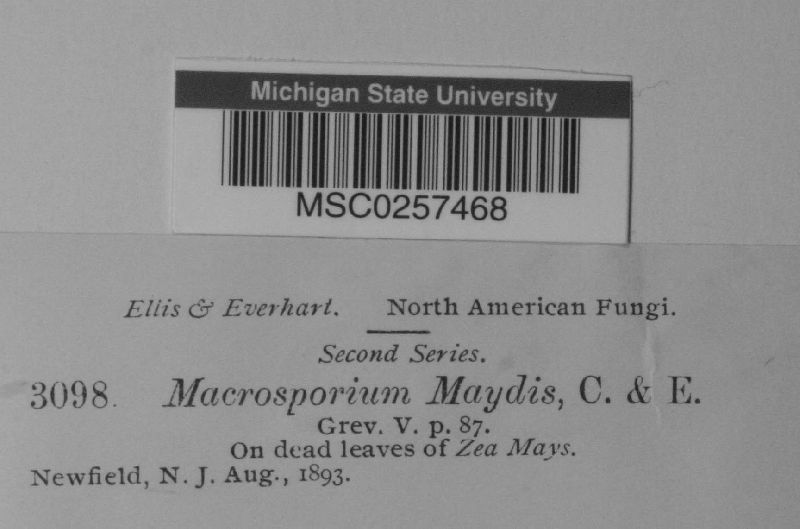 Michigan State University
MSC0257468
Ellis & Everhart. North American Fungi.
Second Series.
3098. Macrosporium Maydis, C. & E.
Grev. V. p. 87.
On dead leaves of Zea Mays.
Newfield, N. J. Aug., 1893.